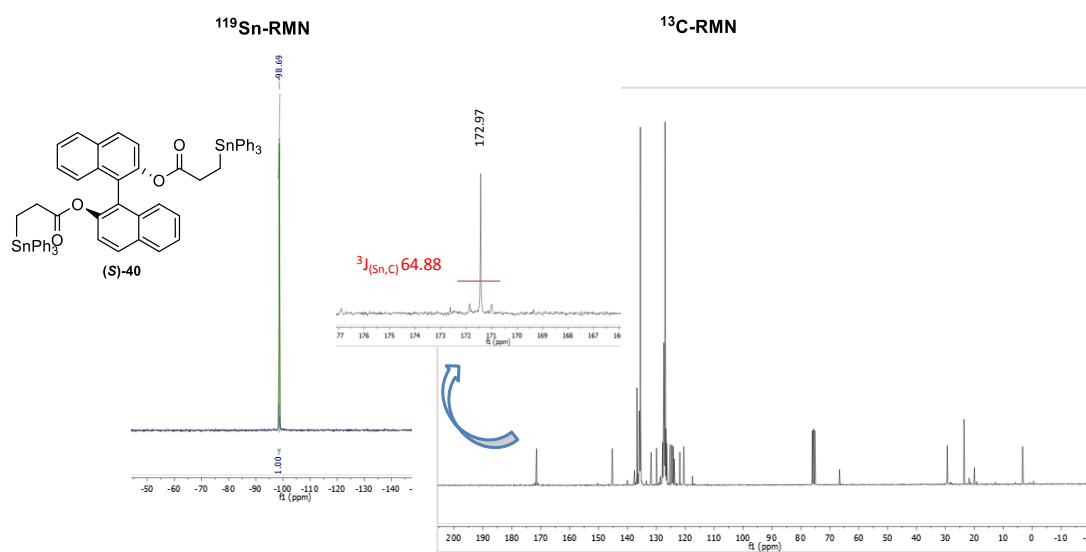 ¹¹⁹Sn-RMN
¹³C-RMN
-98.69
172.97
O
SnPh₃
O
O
O
SnPh₃
(S)-40
³J(Sn,C) 64.88
77 176 175 174 173 172 171 170 169 168 167 16
f1 (ppm)
1.00
-50 -60 -70 -80 -90 -100 -110 -120 -130 -140 -1
f1 (ppm)
200 190 180 170 160 150 140 130 120 110 100 90 80 70 60 50 40 30 20 10 0 -10 -2
f1 (ppm)